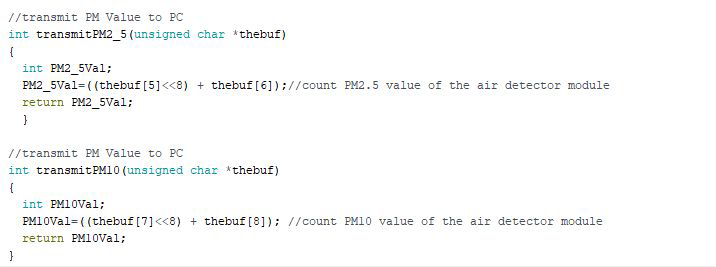 //transmit PM Value to PC
int transmitPM2_5(unsigned char *thebuf)
{
  int PM2_5Val;
  PM2_5Val=((thebuf[5]<<8) + thebuf[6]);//count PM2.5 value of the air detector module
  return PM2_5Val;
  }
//transmit PM Value to PC
int transmitPM10(unsigned char *thebuf)
{
  int PM10Val;
  PM10Val=((thebuf[7]<<8) + thebuf[8]); //count PM10 value of the air detector module
  return PM10Val;
}